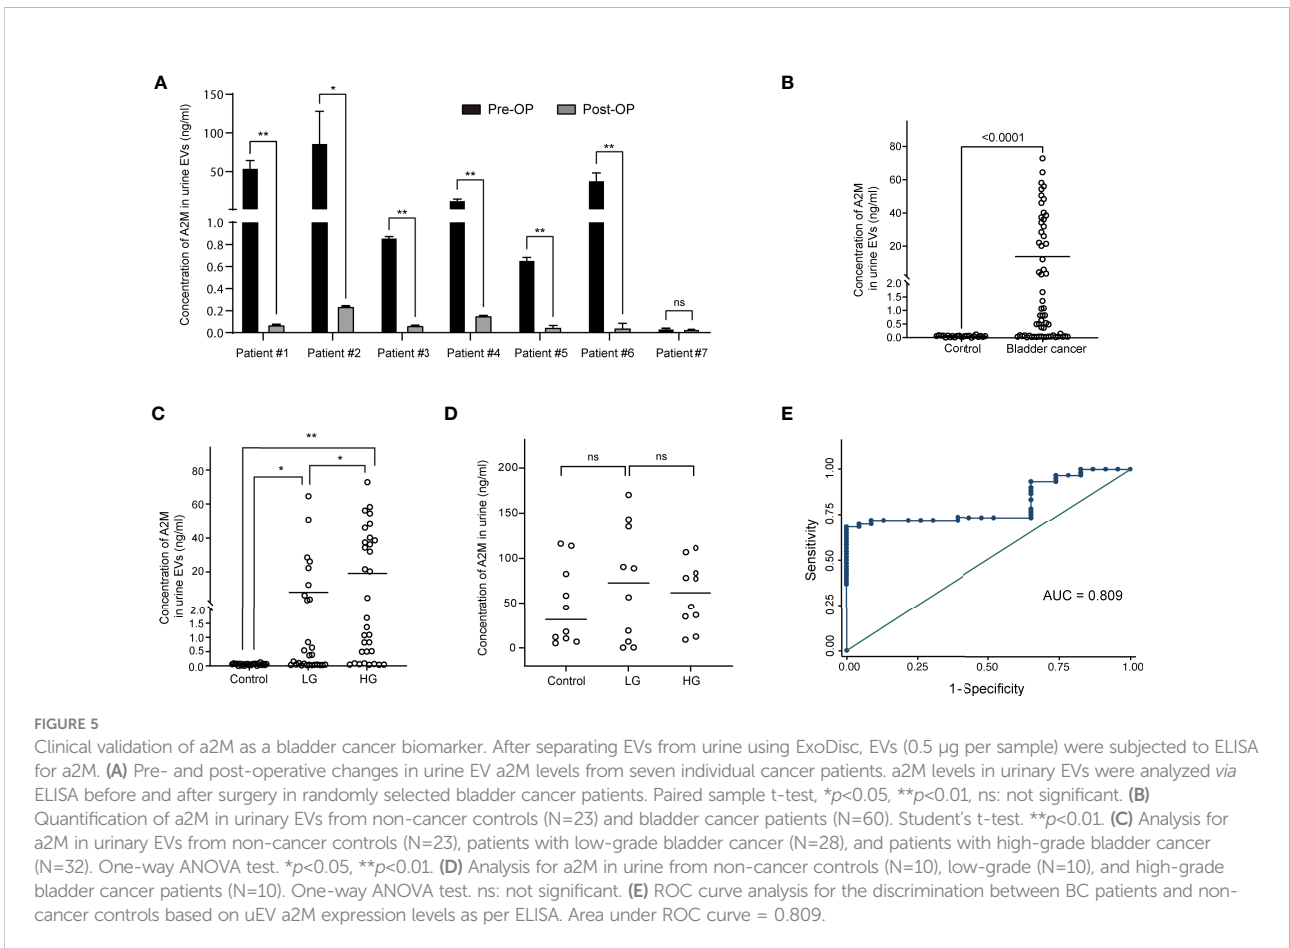 A
Concentration of A2M in urine EVs (ng/ml)
150
100
50
1.0
0.8
0.6
0.4
0.2
0.0
** * ** ** ** ** ns
Pre-OP Post-OP
Patient #1 Patient #2 Patient #3 Patient #4 Patient #5 Patient #6 Patient #7
B
Concentration of A2M
in urine EVs (ng/ml)
80
60
40
20
2.0
1.5
1.0
0.5
0.0
<0.0001
Control Bladder cancer
C
Concentration of A2M
in urine EVs (ng/ml)
80
60
40
20
2.0
1.5
1.0
0.5
0.0
**
* *
Control LG HG
D
Concentration of A2M in urine (ng/ml)
200
150
100
50
0
ns ns
Control LG HG
E
Sensitivity
1.00
0.75
0.50
0.25
0.00
AUC = 0.809
0.00 0.25 0.50 0.75 1.00
1-Specificity
FIGURE 5
Clinical validation of a2M as a bladder cancer biomarker. After separating EVs from urine using ExoDisc, EVs (0.5 µg per sample) were subjected to ELISA
for a2M. (A) Pre- and post-operative changes in urine EV a2M levels from seven individual cancer patients. a2M levels in urinary EVs were analyzed via
ELISA before and after surgery in randomly selected bladder cancer patients. Paired sample t-test, *p<0.05, **p<0.01, ns: not significant. (B)
Quantification of a2M in urinary EVs from non-cancer controls (N=23) and bladder cancer patients (N=60). Student's t-test. **p<0.01. (C) Analysis for
a2M in urinary EVs from non-cancer controls (N=23), patients with low-grade bladder cancer (N=28), and patients with high-grade bladder cancer
(N=32). One-way ANOVA test. *p<0.05, **p<0.01. (D) Analysis for a2M in urine from non-cancer controls (N=10), low-grade (N=10), and high-grade
bladder cancer patients (N=10). One-way ANOVA test. ns: not significant. (E) ROC curve analysis for the discrimination between BC patients and non-
cancer controls based on uEV a2M expression levels as per ELISA. Area under ROC curve = 0.809.